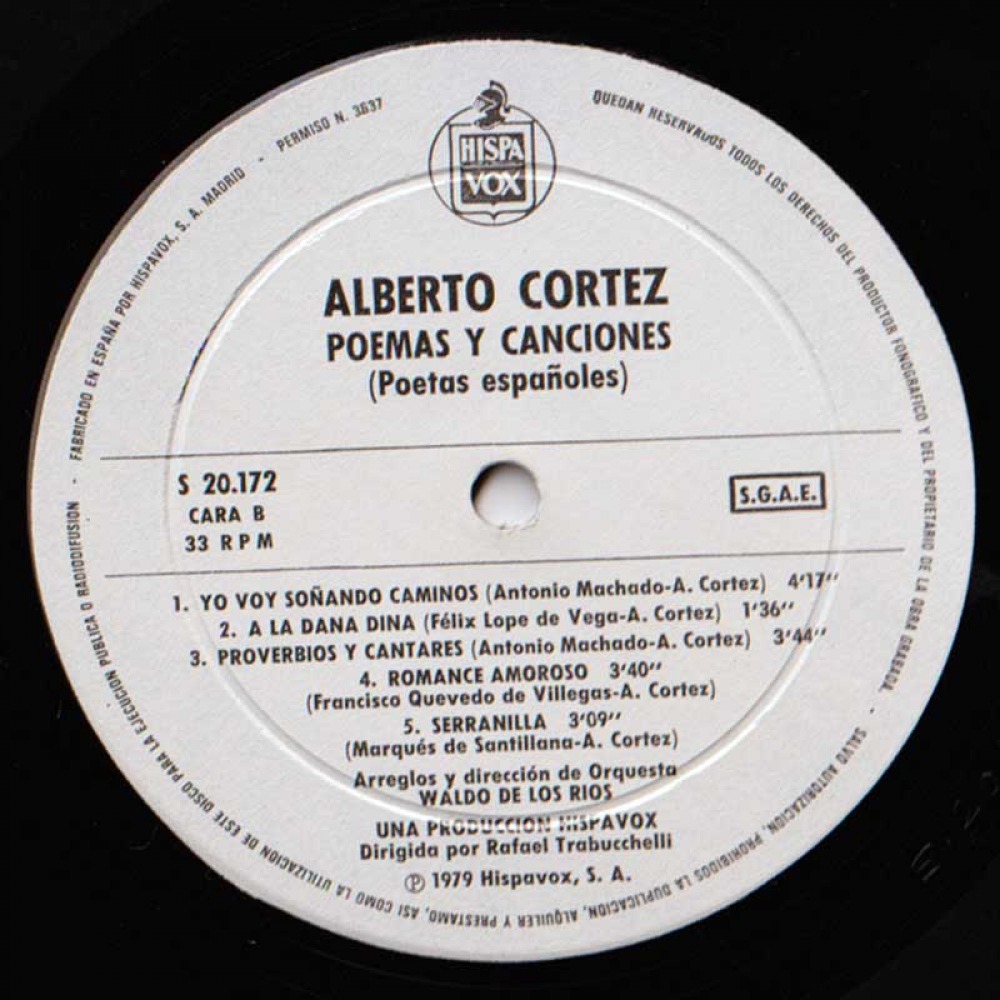 HISPA
VOX
ALBERTO CORTEZ
POEMAS Y CANCIONES
(Poetas españoles)
S 20.172
CARA B
33 RPM
S.G.A.E.
1. YO VOY SOÑANDO CAMINOS (Antonio Machado-A. Cortez) 4'17''
2. A LA DANA DINA (Félix Lope de Vega-A. Cortez) 1'36''
3. PROVERBIOS Y CANTARES (Antonio Machado-A. Cortez) 3'44''
4. ROMANCE AMOROSO 3'40''
(Francisco Quevedo de Villegas-A. Cortez)
5. SERRANILLA 3'09''
(Marqués de Santillana-A. Cortez)
Arreglos y dirección de Orquesta
WALDO DE LOS RIOS
UNA PRODUCCION HISPAVOX
Dirigida por Rafael Trabucchelli
Ⓟ 1979 Hispavox, S. A.
QUEDAN RESERVADOS TODOS LOS DERECHOS DEL PRODUCTOR FONOGRAFICO Y DEL PROPIETARIO DE LA OBRA GRABADA. - SALVO AUTORIZACION, PROHIBIDOS LA DUPLICACION, ALQUILER Y PRESTAMO, ASI COMO LA UTILIZACION DE ESTE DISCO PARA LA EJECUCION PUBLICA O RADIODIFUSION - FABRICADO EN ESPAÑA POR HISPAVOX, S. A. MADRID - PERMISO N. 3637